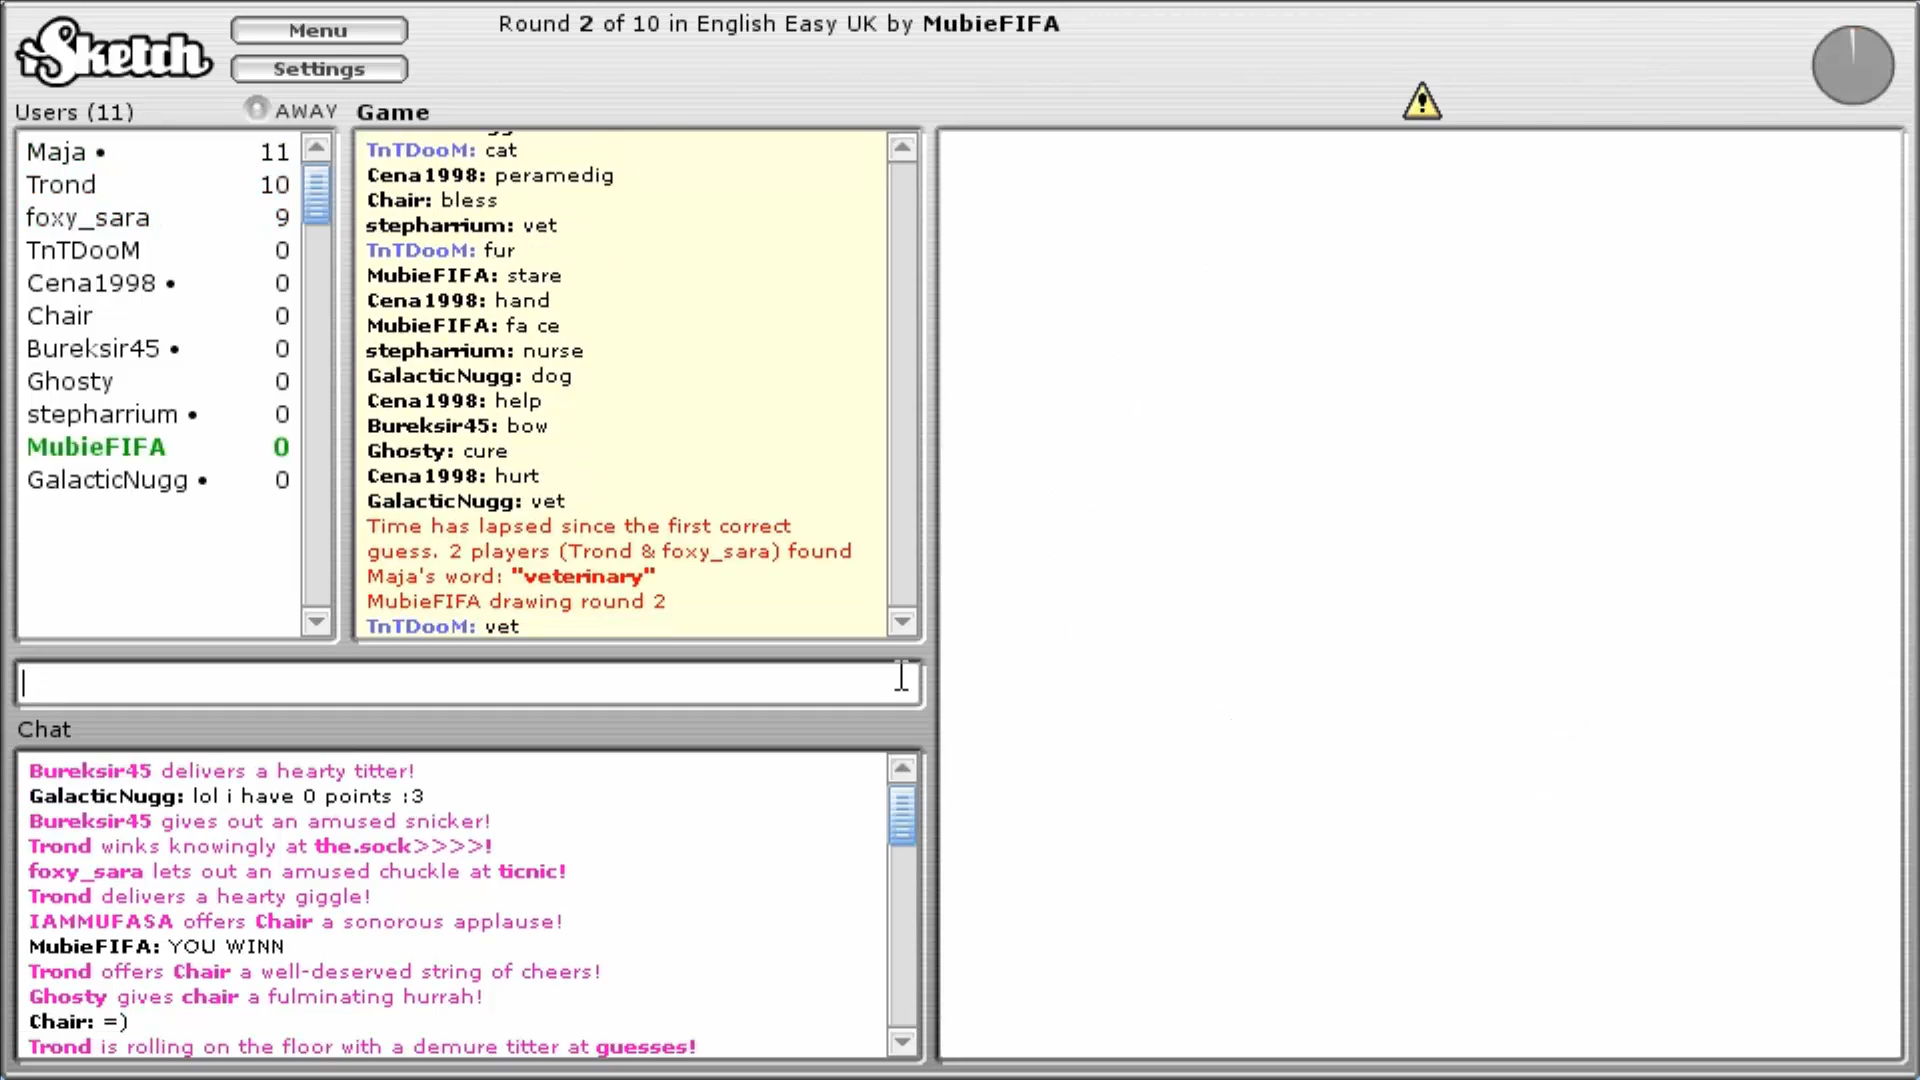 iSketch
Menu
Settings
Round 2 of 10 in English Easy UK by MubieFIFA
Users (11)
AWAY
Maja • 11
Trond 10
foxy_sara 9
TnTDooM 0
Cena1998 • 0
Chair 0
Bureksir45 • 0
Ghosty 0
stepharrium • 0
MubieFIFA 0
GalacticNugg • 0
Game
TnTDooM: cat
Cena1998: peramedig
Chair: bless
stepharrium: vet
TnTDooM: fur
MubieFIFA: stare
Cena1998: hand
MubieFIFA: fa ce
stepharrium: nurse
GalacticNugg: dog
Cena1998: help
Bureksir45: bow
Ghosty: cure
Cena1998: hurt
GalacticNugg: vet
Time has lapsed since the first correct
guess. 2 players (Trond & foxy_sara) found
Maja's word: "veterinary"
MubieFIFA drawing round 2
TnTDooM: vet
Chat
Bureksir45 delivers a hearty titter!
GalacticNugg: lol i have 0 points :3
Bureksir45 gives out an amused snicker!
Trond winks knowingly at the.sock>>>>!
foxy_sara lets out an amused chuckle at ticnic!
Trond delivers a hearty giggle!
IAMMUFASA offers Chair a sonorous applause!
MubieFIFA: YOU WINN
Trond offers Chair a well-deserved string of cheers!
Ghosty gives chair a fulminating hurrah!
Chair: =)
Trond is rolling on the floor with a demure titter at guesses!